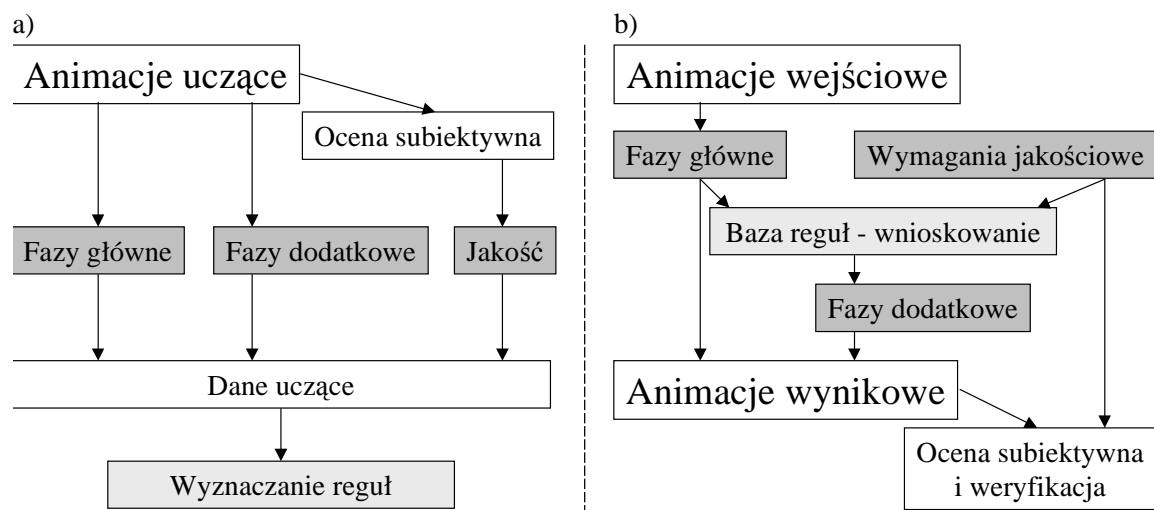 a)
Animacje uczące
Ocena subiektywna
Fazy główne
Fazy dodatkowe
Jakość
Dane uczące
Wyznaczanie reguł
b)
Animacje wejściowe
Fazy główne
Wymagania jakościowe
Baza reguł - wnioskowanie
Fazy dodatkowe
Animacje wynikowe
Ocena subiektywna
i weryfikacja